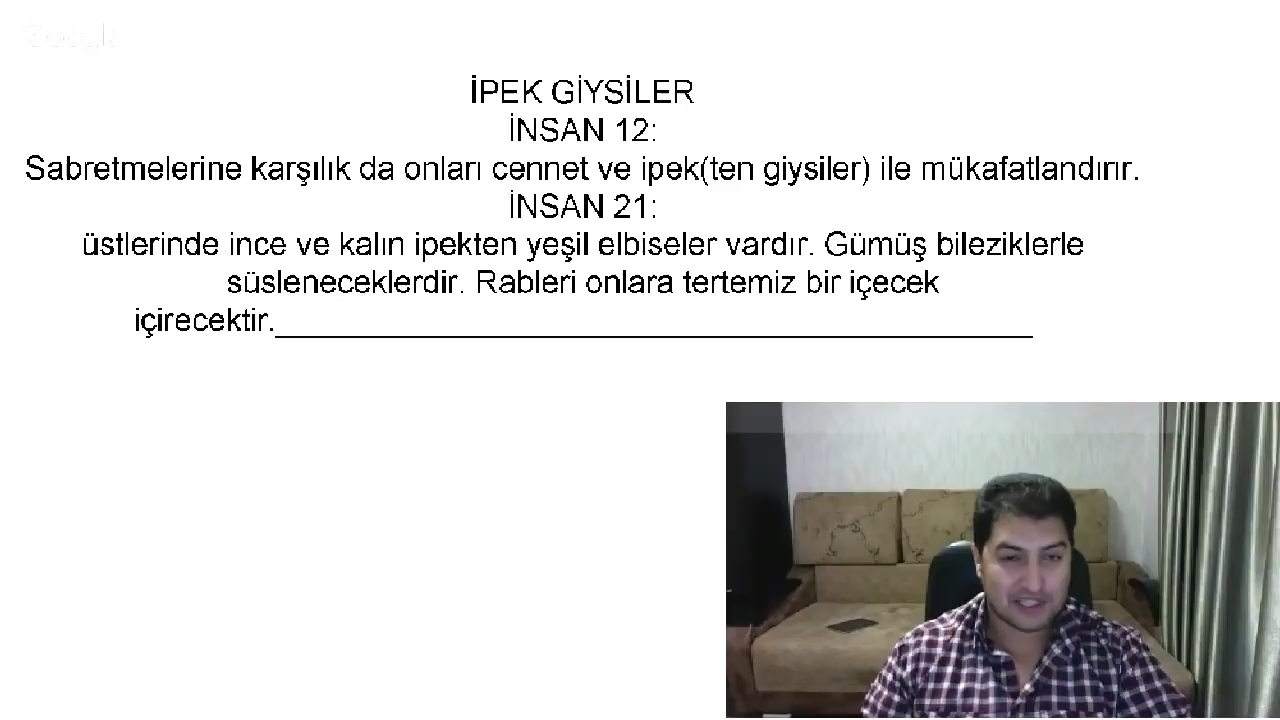 Google
İPEK GİYSİLER
İNSAN 12:
Sabretmelerine karşılık da onları cennet ve ipek(ten giysiler) ile mükafatlandırır.
İNSAN 21:
üstlerinde ince ve kalın ipekten yeşil elbiseler vardır. Gümüş bileziklerle
süsleneceklerdir. Rableri onlara tertemiz bir içecek
içirecektir.